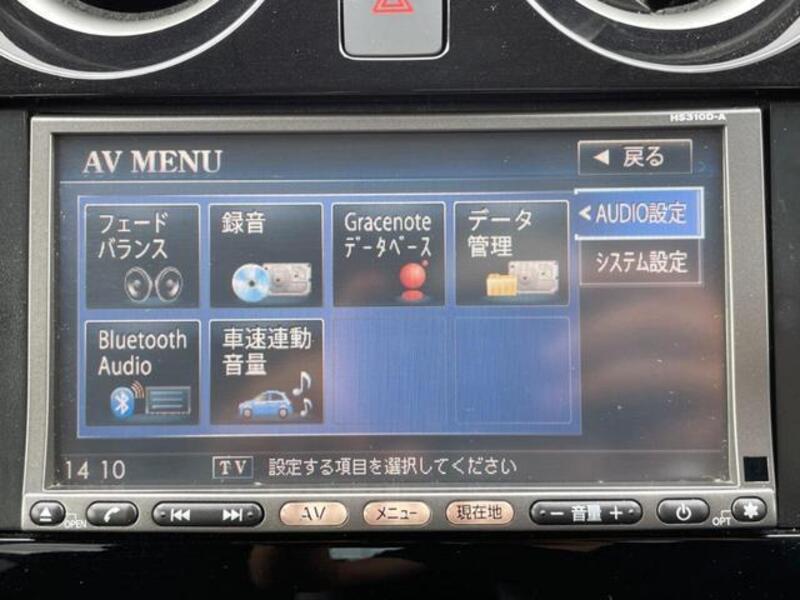 HS310D-A
AV MENU
◀ 戻る
フェード
バランス
録音
Gracenote
データベース
データ
管理
<AUDIO設定
システム設定
Bluetooth
Audio
車速連動
音量
14 10
TV 設定する項目を選択してください
OPEN
AV
メニュー
現在地
− 音量 +
OPT